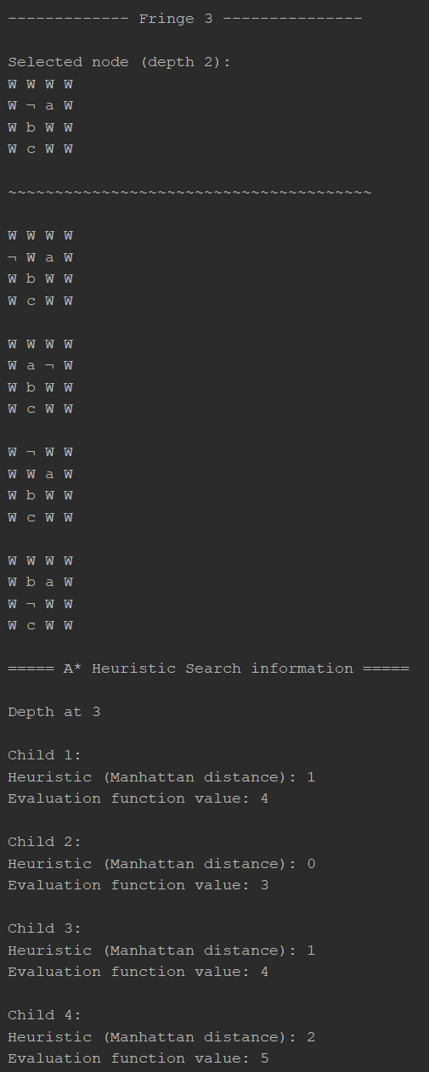 ------------- Fringe 3 ---------------
Selected node (depth 2):
W W W W
W ¬ a W
W b W W
W c W W
~~~~~~~~~~~~~~~~~~~~~~~~~~~~~~~~~~~~~~~
W W W W
¬ W a W
W b W W
W c W W
W W W W
W a ¬ W
W b W W
W c W W
W ¬ W W
W W a W
W b W W
W c W W
W W W W
W b a W
W ¬ W W
W c W W
===== A* Heuristic Search information =====
Depth at 3
Child 1:
Heuristic (Manhattan distance): 1
Evaluation function value: 4
Child 2:
Heuristic (Manhattan distance): 0
Evaluation function value: 3
Child 3:
Heuristic (Manhattan distance): 1
Evaluation function value: 4
Child 4:
Heuristic (Manhattan distance): 2
Evaluation function value: 5